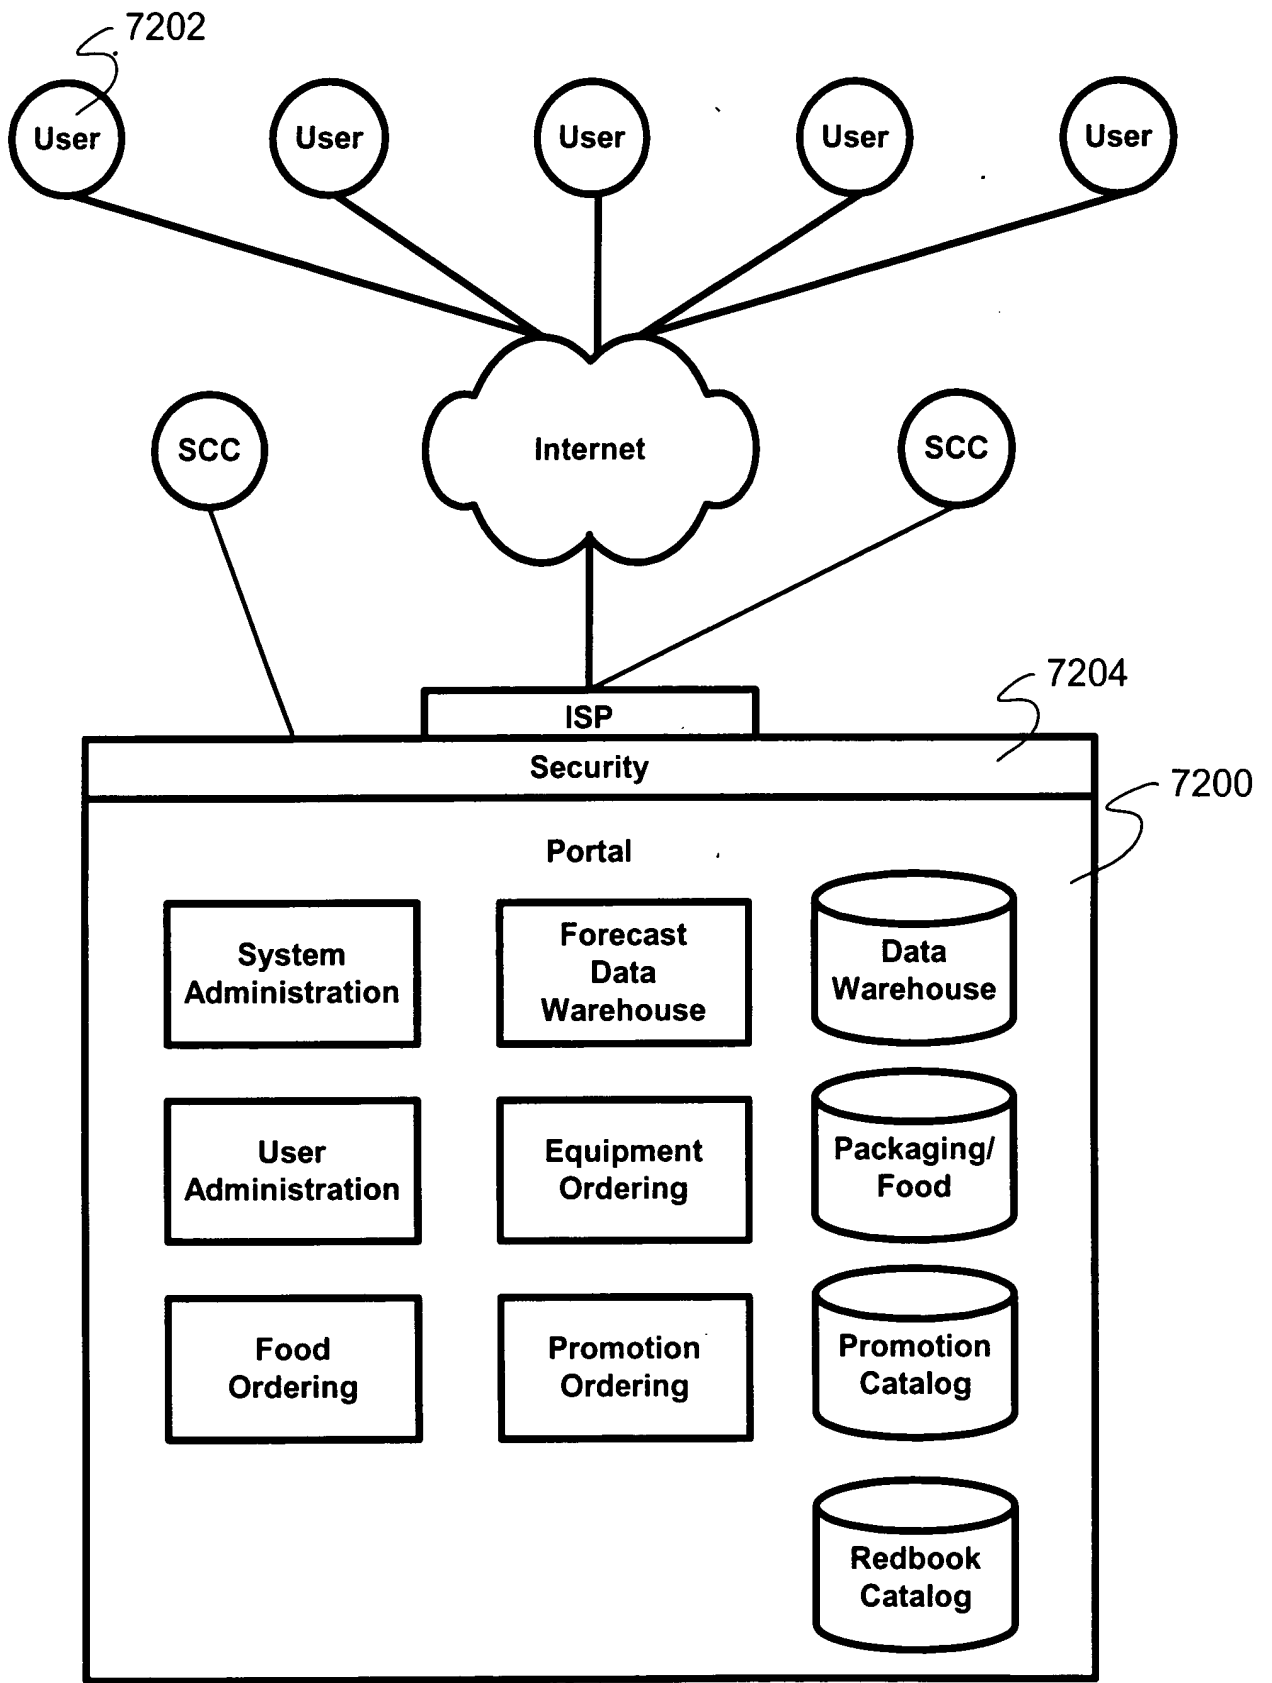 7202
User
User
User
User
User
SCC
Internet
SCC
7204
ISP
Security
7200
Portal
System
Administration
Forecast
Data
Warehouse
Data
Warehouse
User
Administration
Equipment
Ordering
Packaging/
Food
Food
Ordering
Promotion
Ordering
Promotion
Catalog
Redbook
Catalog